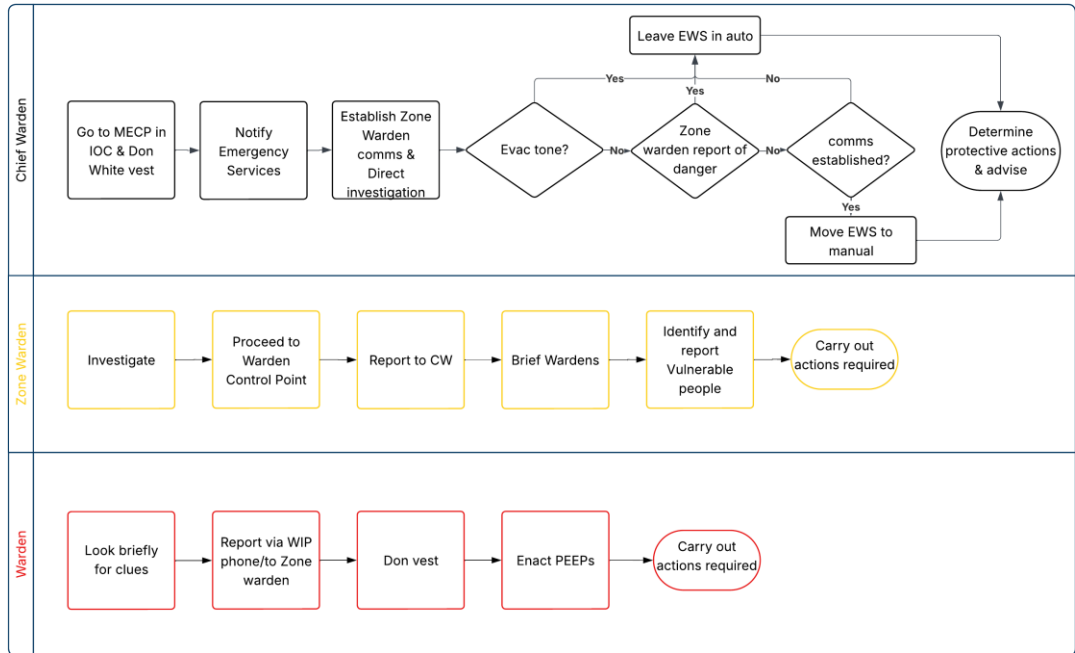 Chief Warden
Go to MECP in
IOC & Don
White vest
Notify
Emergency
Services
Establish Zone
Warden
comms &
Direct
investigation
Evac tone?
No
Yes
Zone
warden report of
danger
Yes
No
comms
established?
No
Yes
Leave EWS in auto
Move EWS to
manual
Determine
protective actions
& advise
Zone Warden
Investigate
Proceed to
Warden
Control Point
Report to CW
Brief Wardens
Identify and
report
Vulnerable
people
Carry out
actions required
Warden
Look briefly
for clues
Report via WIP
phone/to Zone
warden
Don vest
Enact PEEPs
Carry out
actions required